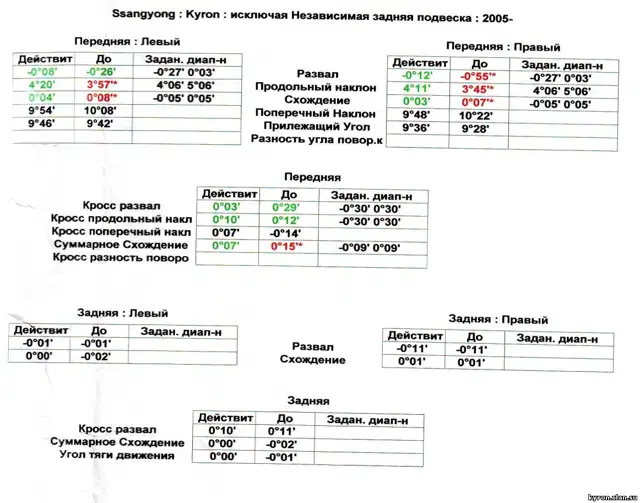 Ssangyong : Kyron : исключая Независимая задняя подвеска : 2005-
Передняя : Левый
Действит До Задан. диап-н
-0°08' -0°26' -0°27' 0°03'
4°20' 3°57'* 4°06' 5°06'
0°04' 0°08'* -0°05' 0°05'
9°54' 10°08'
9°46' 9°42'
Развал
Продольный наклон
Схождение
Поперечный Наклон
Прилежащий Угол
Разность угла повор.к
Передняя : Правый
Действит До Задан. диап-н
-0°12' -0°55'* -0°27' 0°03'
4°11' 3°45'* 4°06' 5°06'
0°03' 0°07'* -0°05' 0°05'
9°48' 10°22'
9°36' 9°28'
Передняя
Действит До Задан. диап-н
Кросс развал 0°03' 0°29' -0°30' 0°30'
Кросс продольный накл 0°10' 0°12' -0°30' 0°30'
Кросс поперечный накл 0°07' -0°14'
Суммарное Схождение 0°07' 0°15'* -0°09' 0°09'
Кросс разность поворо
Задняя : Левый
Действит До Задан. диап-н
-0°01' -0°01'
0°00' -0°02'
Развал
Схождение
Задняя : Правый
Действит До Задан. диап-н
-0°11' -0°11'
0°01' 0°01'
Задняя
Действит До Задан. диап-н
Кросс развал 0°10' 0°11'
Суммарное Схождение 0°00' -0°02'
Угол тяги движения 0°00' -0°01'
kyron.clan.su